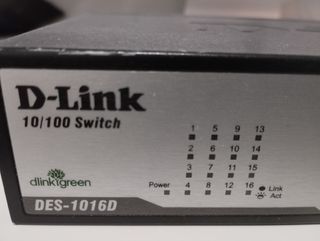 D-Link
10/100 Switch
1 5 9 13
2 6 10 14
3 7 11 15
Power 4 8 12 16 Link
Act
dlinkgreen
DES-1016D